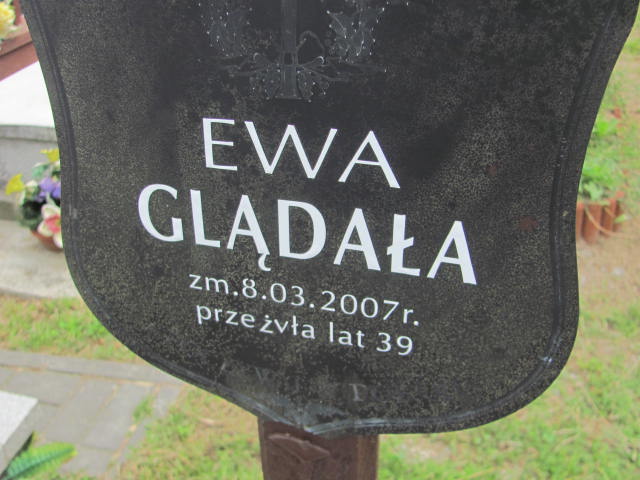 EWA
GLĄDAŁA
zm.8.03.2007r.
przeżyła lat 39